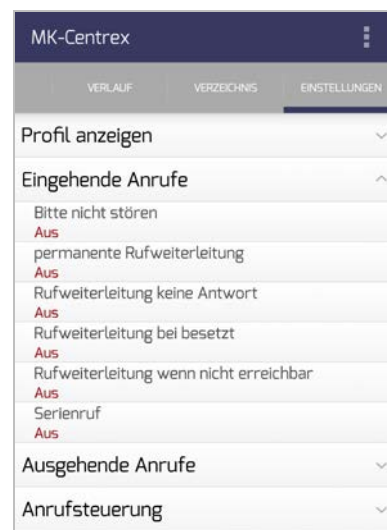 MK-Centrex
VERLAUF VERZEICHNIS EINSTELLUNGEN
Profil anzeigen
Eingehende Anrufe
Bitte nicht stören
Aus
permanente Rufweiterleitung
Aus
Rufweiterleitung keine Antwort
Aus
Rufweiterleitung bei besetzt
Aus
Rufweiterleitung wenn nicht erreichbar
Aus
Serienruf
Aus
Ausgehende Anrufe
Anrufsteuerung